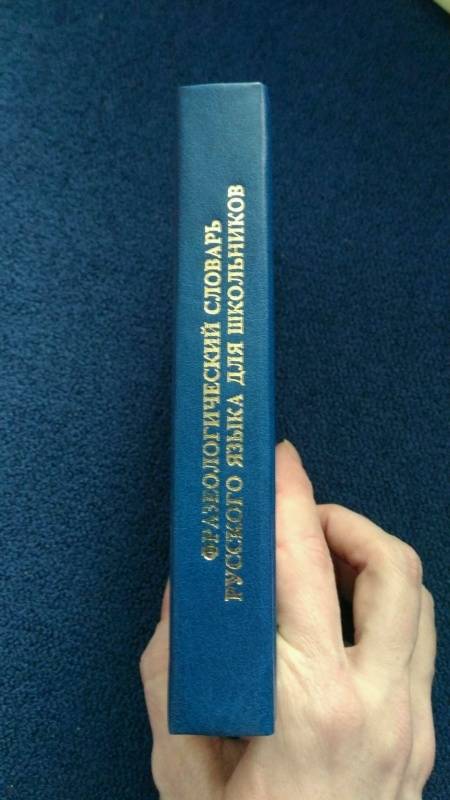 ФРАЗЕОЛОГИЧЕСКИЙ СЛОВАРЬ
РУССКОГО ЯЗЫКА ДЛЯ ШКОЛЬНИКОВ